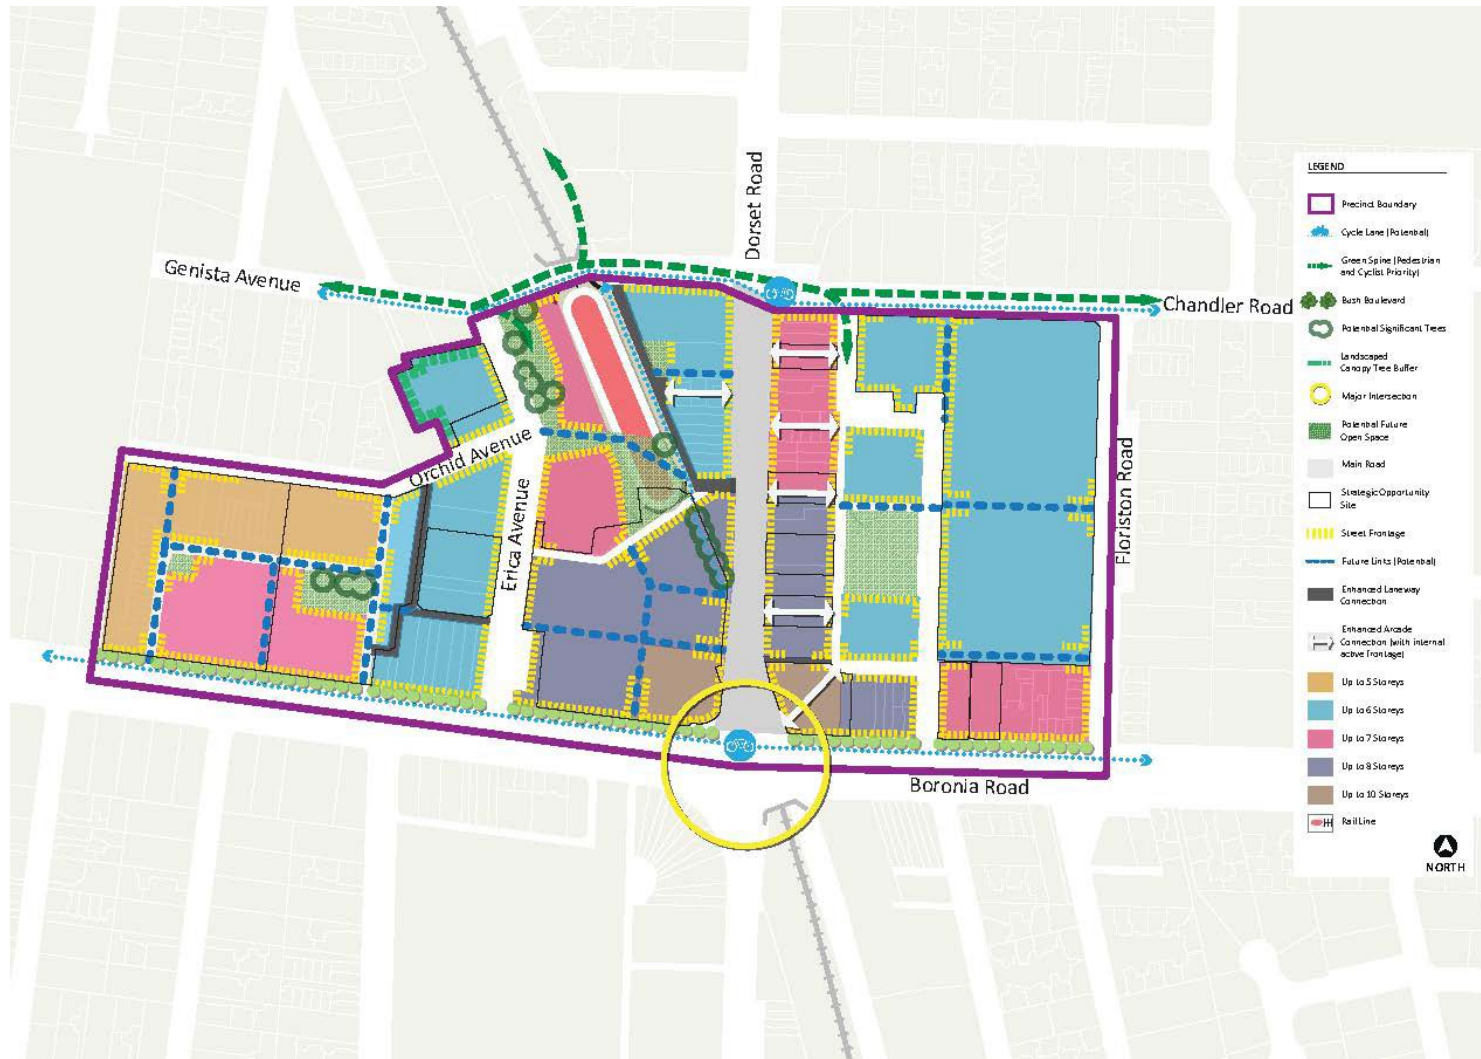 Dorset Road
Genista Avenue
Chandler Road
Orchid Avenue
Erica Avenue
Floriston Road
Boronia Road
LEGEND
Precinct Boundary
Cycle Lane (Potential)
Green Spine (Pedestrian
and Cyclist Priority)
Bush Boulevard
Potential Significant Trees
Landscaped
Canopy Tree Buffer
Major Intersection
Potential Future
Open Space
Main Road
Strategic Opportunity
Site
Street Frontage
Future Links (Potential)
Enhanced Laneway
Connection
Enhanced Arcade
Connection (with internal
active frontage)
Up to 5 Storeys
Up to 6 Storeys
Up to 7 Storeys
Up to 8 Storeys
Up to 10 Storeys
Rail Line
NORTH